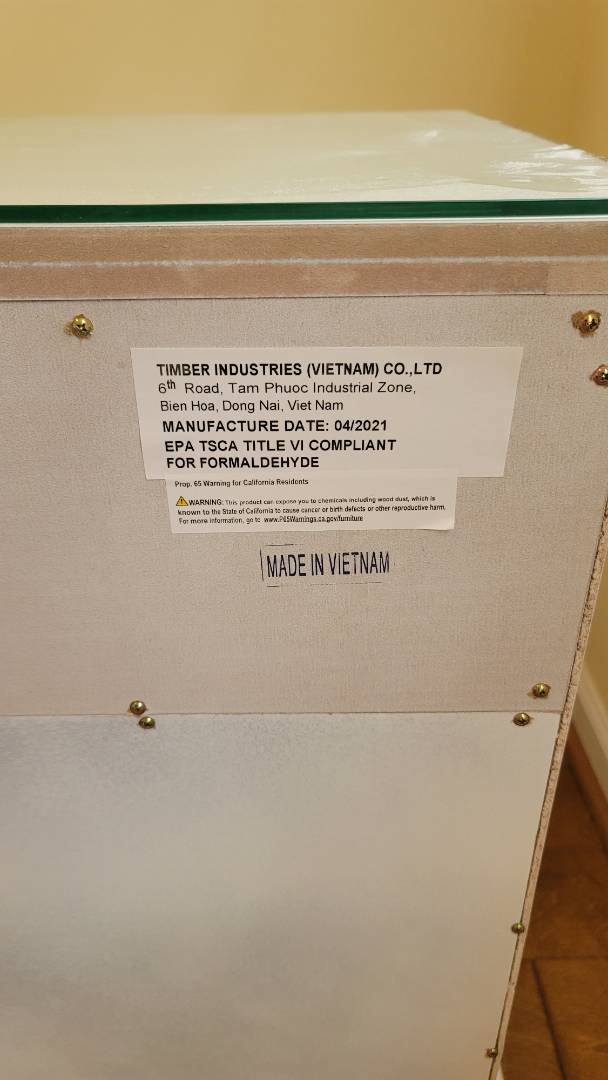 TIMBER INDUSTRIES (VIETNAM) CO.,LTD
6th Road, Tam Phuoc Industrial Zone,
Bien Hoa, Dong Nai, Viet Nam
MANUFACTURE DATE: 04/2021
EPA TSCA TITLE VI COMPLIANT
FOR FORMALDEHYDE
Prop. 65 Warning for California Residents
WARNING: This product can expose you to chemicals including wood dust, which is
known to the State of California to cause cancer or birth defects or other reproductive harm.
For more information, go to www.P65Warnings.ca.gov/furniture
MADE IN VIETNAM